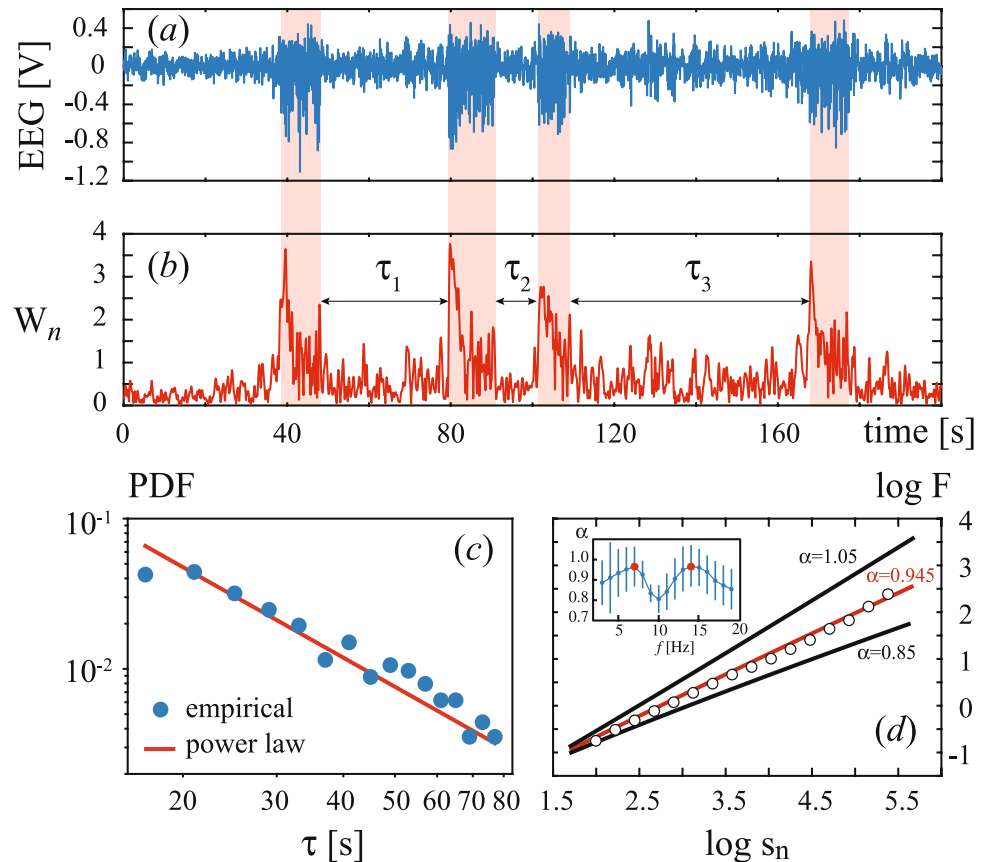 (a)
EEG [V]
0.4
0
-0.4
-0.8
-1.2
(b)
W_n
4
3
2
1
0
τ₁
τ₂
τ₃
0 40 80 120 160 time [s]
PDF
(c)
10⁻¹
10⁻²
empirical
power law
20 30 40 50 60 70 80
τ [s]
log F
(d)
4
3
2
1
0
-1
α=1.05
α=0.945
α=0.85
α
1.0
0.9
0.8
0.7
5 10 15 20
f [Hz]
1.5 2.5 3.5 4.5 5.5
log s_n